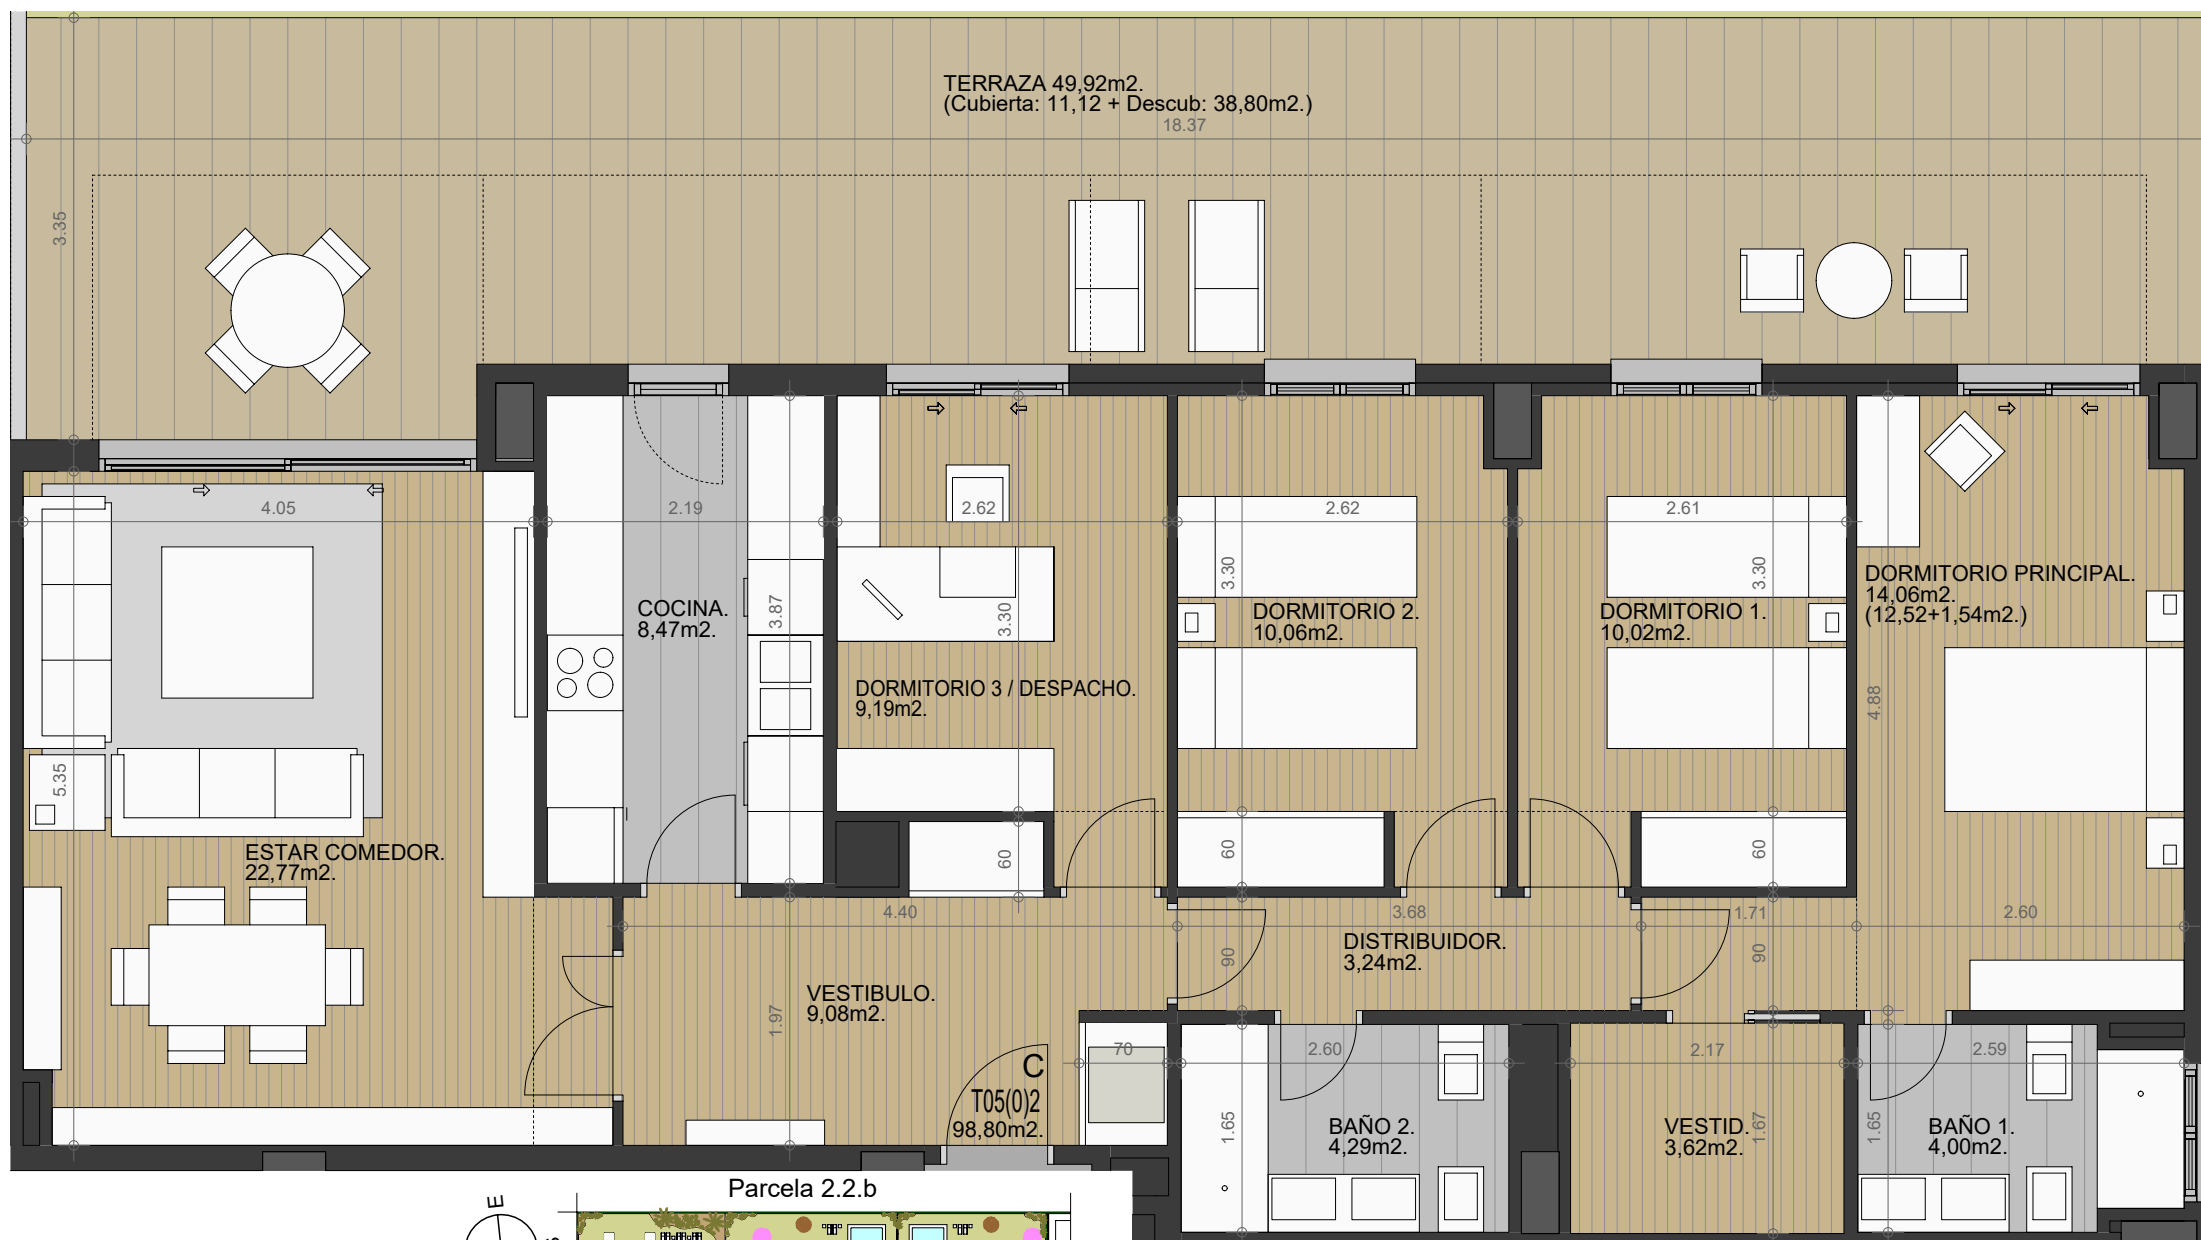 TERRAZA 49,92m2.
(Cubierta: 11,12 + Descub: 38,80m2.)
18.37
3.35
4.05
2.19
2.62
2.62
2.61
3.30
3.30
3.30
3.87
COCINA.
8,47m2.
DORMITORIO 2.
10,06m2.
DORMITORIO 1.
10,02m2.
DORMITORIO PRINCIPAL.
14,06m2.
(12,52+1,54m2.)
DORMITORIO 3 / DESPACHO.
9,19m2.
4.88
5.35
ESTAR COMEDOR.
22,77m2.
60
60
60
4.40
3.68
1.71
2.60
DISTRIBUIDOR.
3,24m2.
90
90
VESTIBULO.
9,08m2.
1.97
70
2.60
2.17
2.59
C
T05(0)2
98,80m2.
1.65
BAÑO 2.
4,29m2.
VESTID.
3,62m2.
1.67
1.65
BAÑO 1.
4,00m2.
Parcela 2.2.b
E